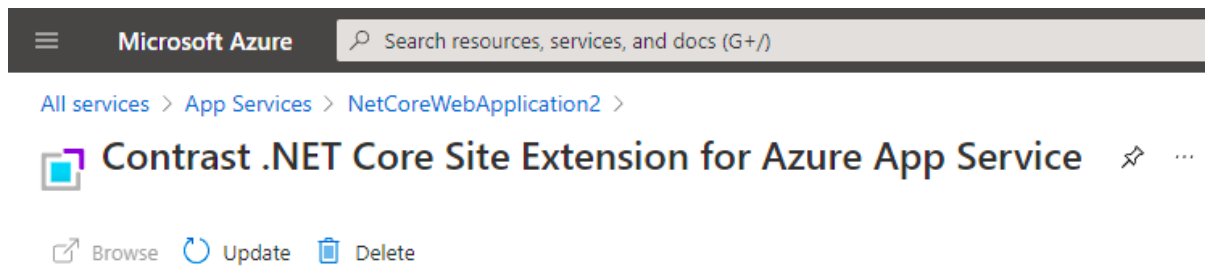 Microsoft Azure Search resources, services, and docs (G+/)
All services > App Services > NetCoreWebApplication2 >
Contrast .NET Core Site Extension for Azure App Service ...
Browse Update Delete